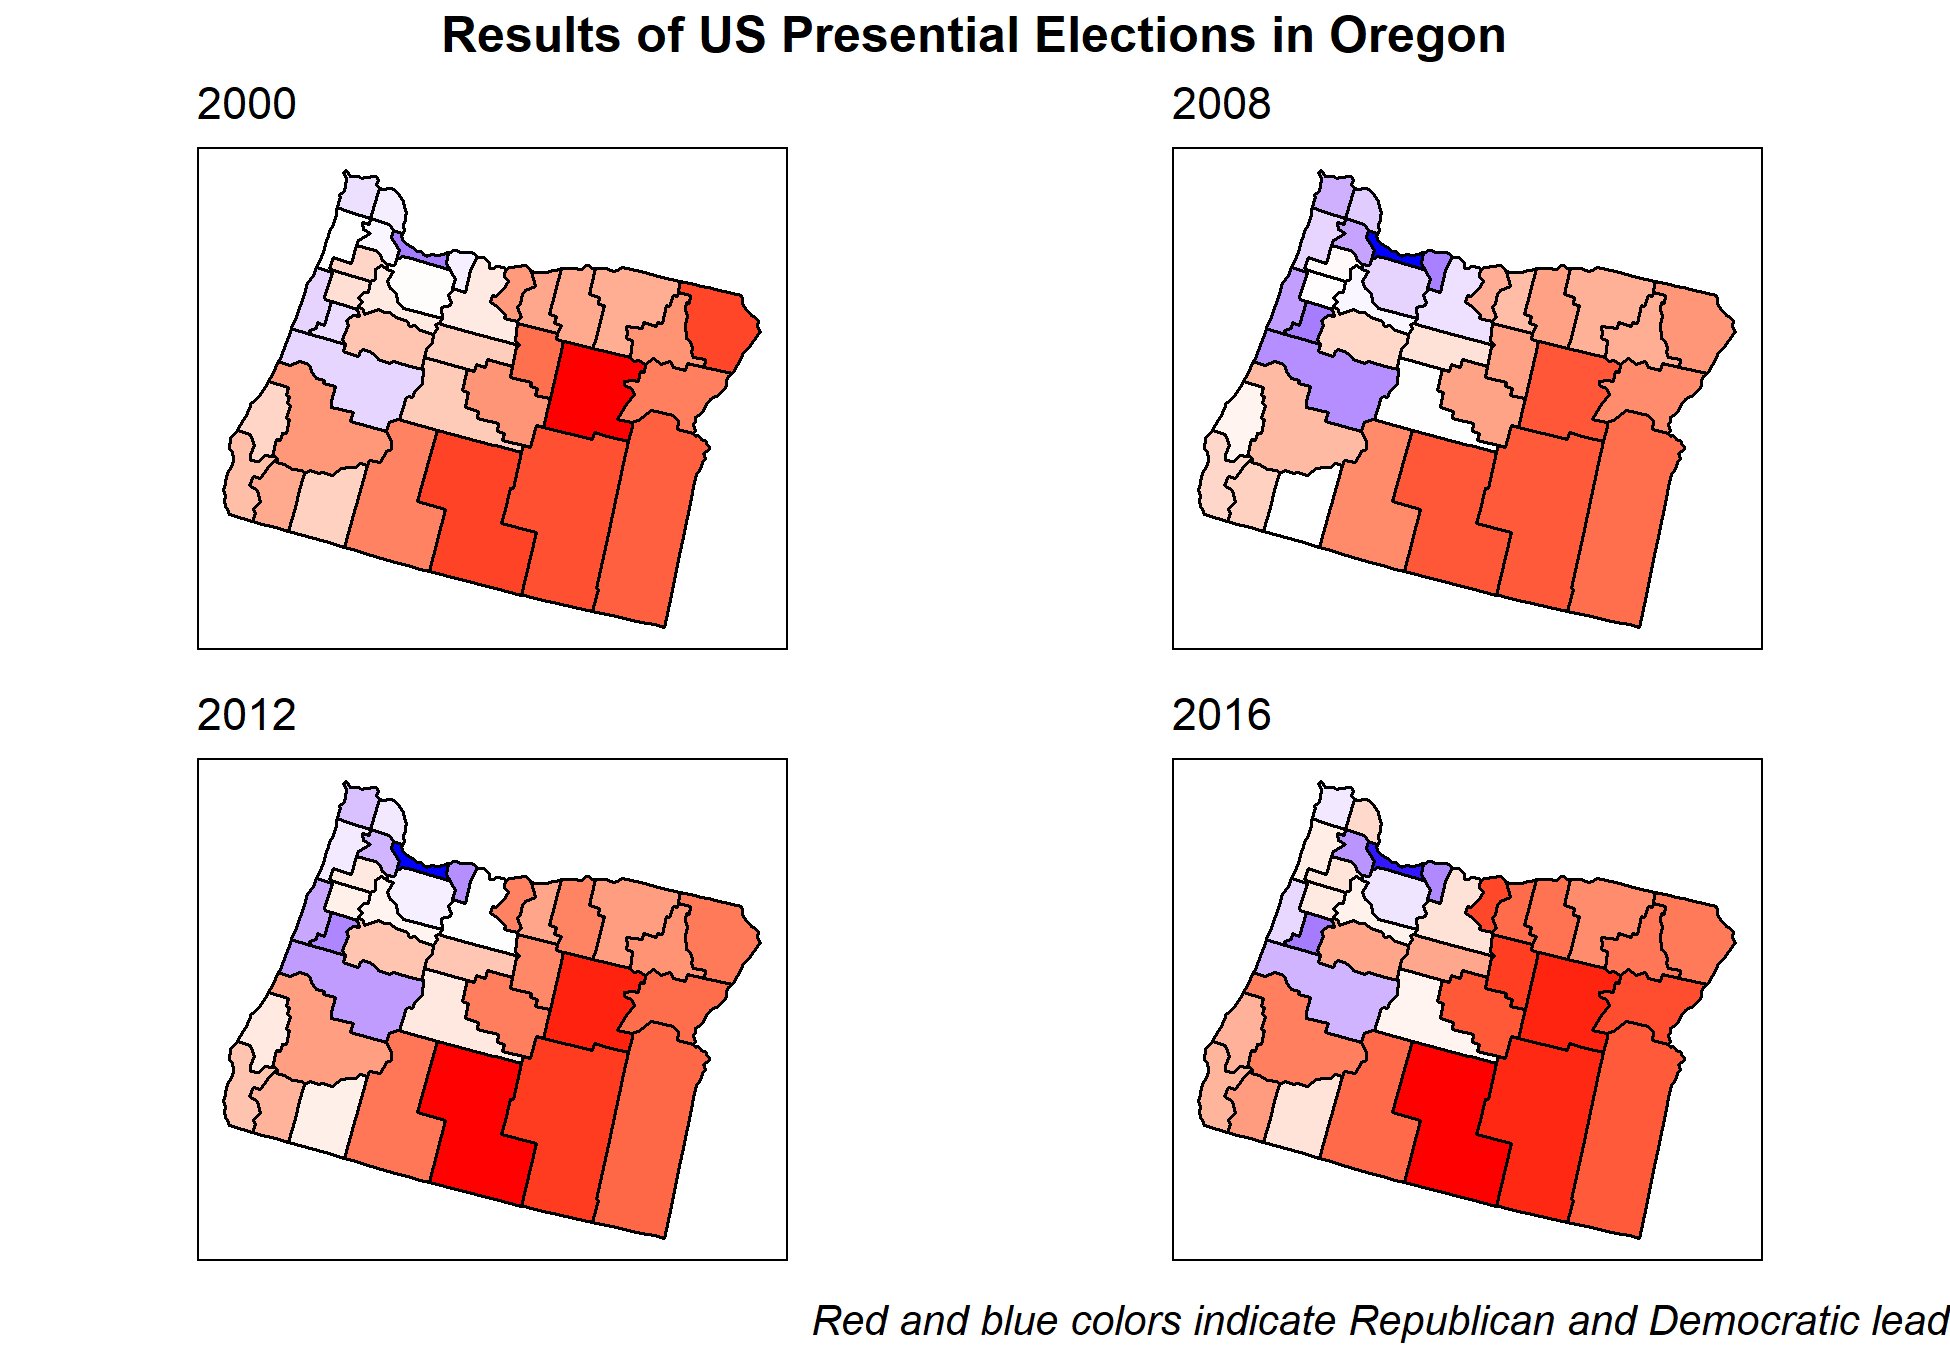 Results of US Presential Elections in Oregon
2000
2008
2012
2016
Red and blue colors indicate Republican and Democratic lead